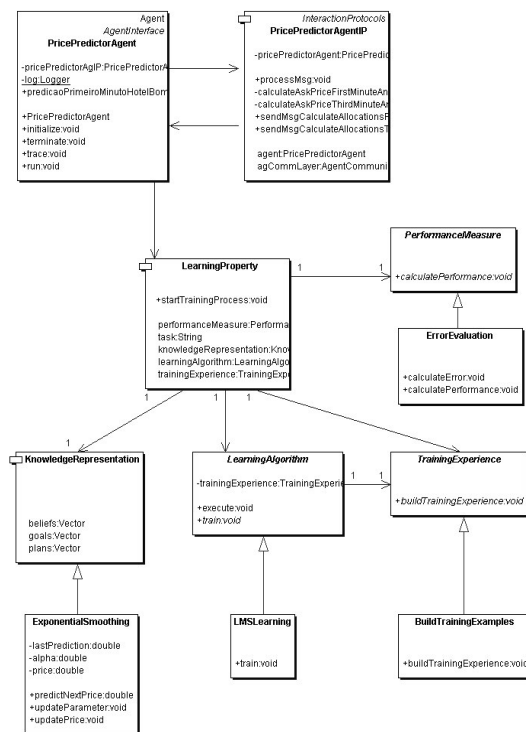 Agent
AgentInterface
PricePredictorAgent
-pricePredictorAgIP:PricePredictorA
-log:Logger
+predicaoPrimeiroMinutoHotelBom
+PricePredictorAgent
+initialize:void
+terminate:void
+trace:void
+run:void
InteractionProtocols
PricePredictorAgentIP
-pricePredictorAgent:PricePredic
+processMsg:void
-calculateAskPriceFirstMinuteAn
-calculateAskPriceThirdMinuteAr
+sendMsgCalculateAllocationsF
+sendMsgCalculateAllocationsT
agent:PricePredictorAgent
agCommLayer:AgentCommuni
LearningProperty
+startTrainingProcess:void
performanceMeasure:Performa
task:String
knowledgeRepresentation:Know
learningAlgorithm:LearningAlgo
trainingExperience:TrainingExpe
1
1
PerformanceMeasure
+calculatePerformance:void
ErrorEvaluation
+calculateError:void
+calculatePerformance:void
1
1
1
1
1
KnowledgeRepresentation
beliefs:Vector
goals:Vector
plans:Vector
LearningAlgorithm
-trainingExperience:TrainingExperie
+execute:void
+train:void
1
1
TrainingExperience
+buildTrainingExperience:void
ExponentialSmoothing
-lastPrediction:double
-alpha:double
-price:double
+predictNextPrice:double
+updateParameter:void
+updatePrice:void
LMSLearning
+train:void
BuildTrainingExamples
+buildTrainingExperience:void